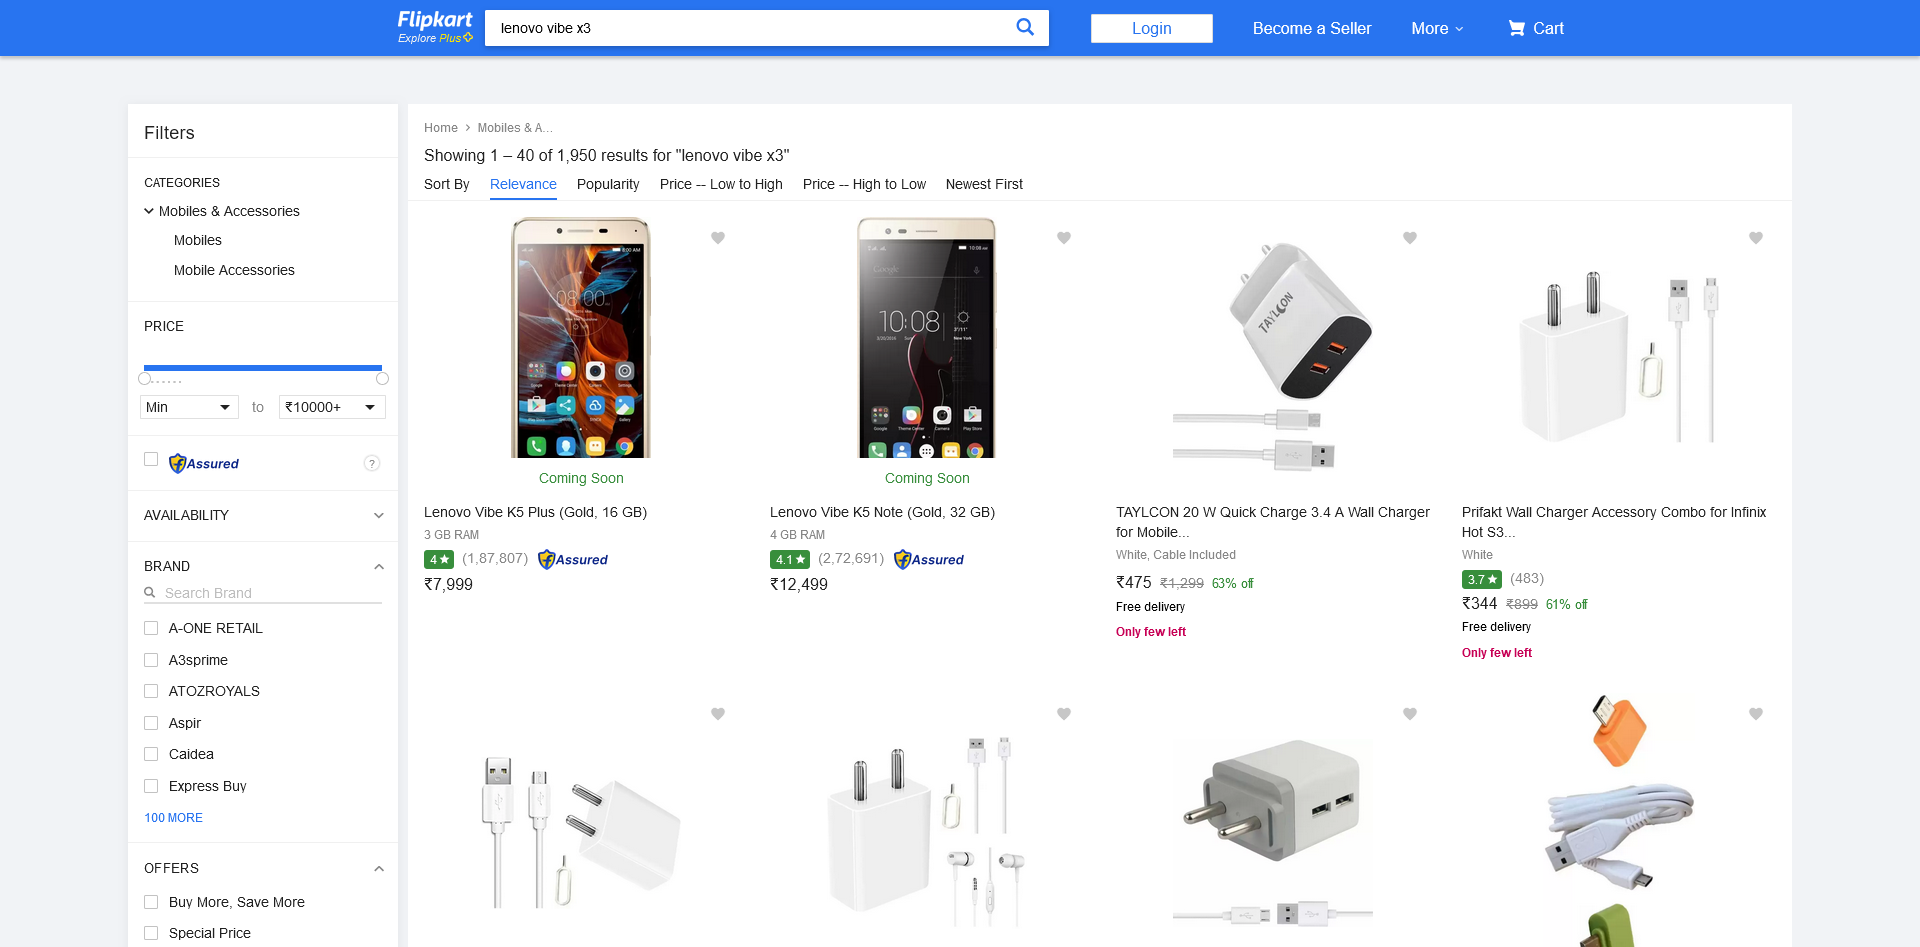 Flipkart
Explore Plus
lenovo vibe x3
Login
Become a Seller
More
Cart
Filters
CATEGORIES
Mobiles & Accessories
Mobiles
Mobile Accessories
PRICE
Min
to
₹10000+
Assured
?
AVAILABILITY
BRAND
Search Brand
A-ONE RETAIL
A3sprime
ATOZROYALS
Aspir
Caidea
Express Buy
100 MORE
OFFERS
Buy More, Save More
Special Price
Home
Mobiles & A...
Showing 1 – 40 of 1,950 results for "lenovo vibe x3"
Sort By
Relevance
Popularity
Price -- Low to High
Price -- High to Low
Newest First
08:00
Coming Soon
Lenovo Vibe K5 Plus (Gold, 16 GB)
3 GB RAM
4
(1,87,807)
Assured
₹7,999
Google
10:08
New York
Coming Soon
Lenovo Vibe K5 Note (Gold, 32 GB)
4 GB RAM
4.1
(2,72,691)
Assured
₹12,499
TAYLCON
TAYLCON 20 W Quick Charge 3.4 A Wall Charger
for Mobile...
White, Cable Included
₹475 ₹1,299 63% off
Free delivery
Only few left
Prifakt Wall Charger Accessory Combo for Infinix
Hot S3...
White
3.7
(483)
₹344 ₹899 61% off
Free delivery
Only few left